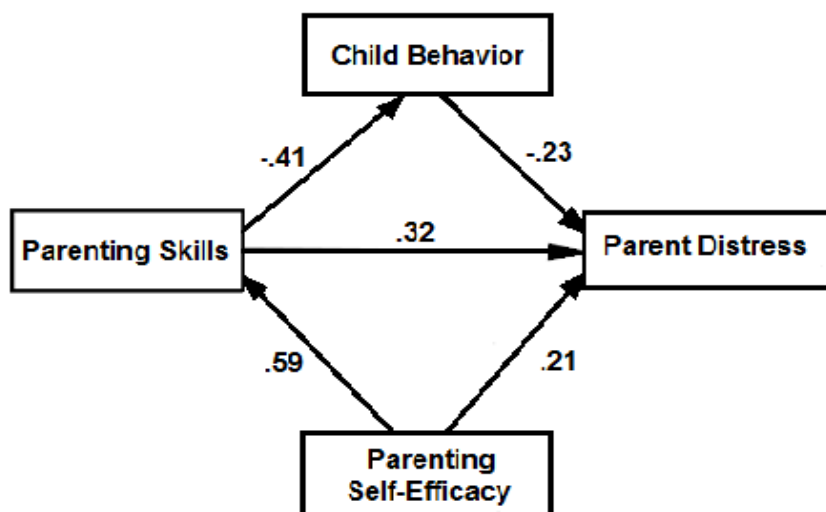 Child Behavior
-.41
-.23
Parenting Skills
.32
Parent Distress
.59
.21
Parenting
Self-Efficacy